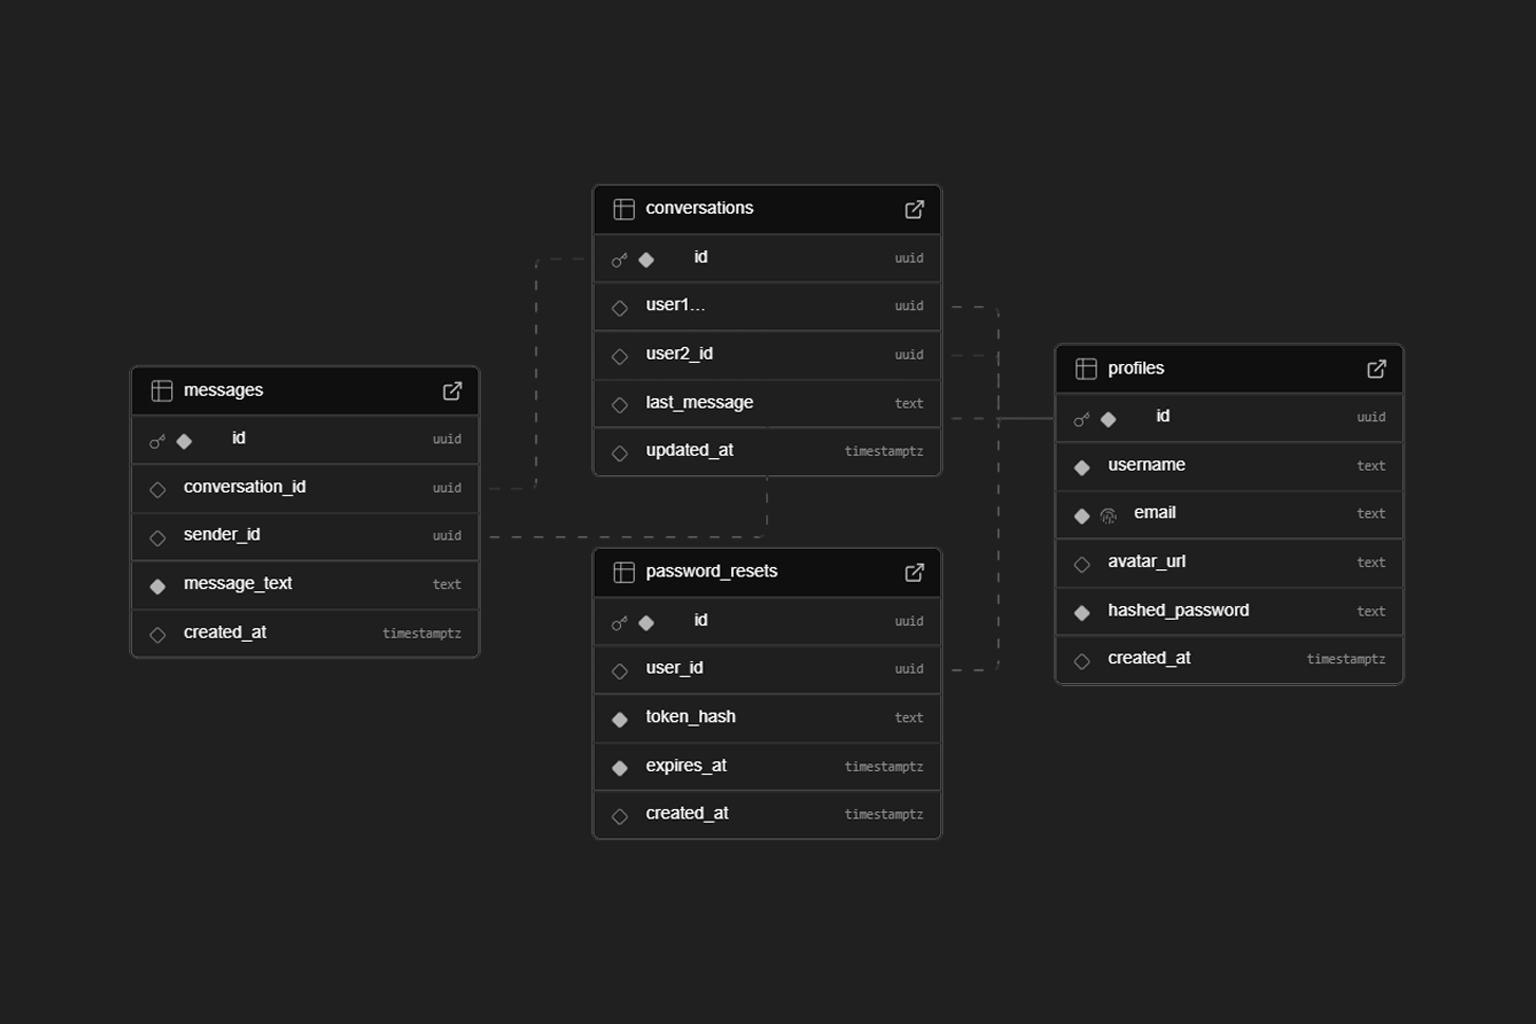 conversations
id uuid
user1... uuid
user2_id uuid
last_message text
updated_at timestamptz
messages
id uuid
conversation_id uuid
sender_id uuid
message_text text
created_at timestamptz
password_resets
id uuid
user_id uuid
token_hash text
expires_at timestamptz
created_at timestamptz
profiles
id uuid
username text
email text
avatar_url text
hashed_password text
created_at timestamptz